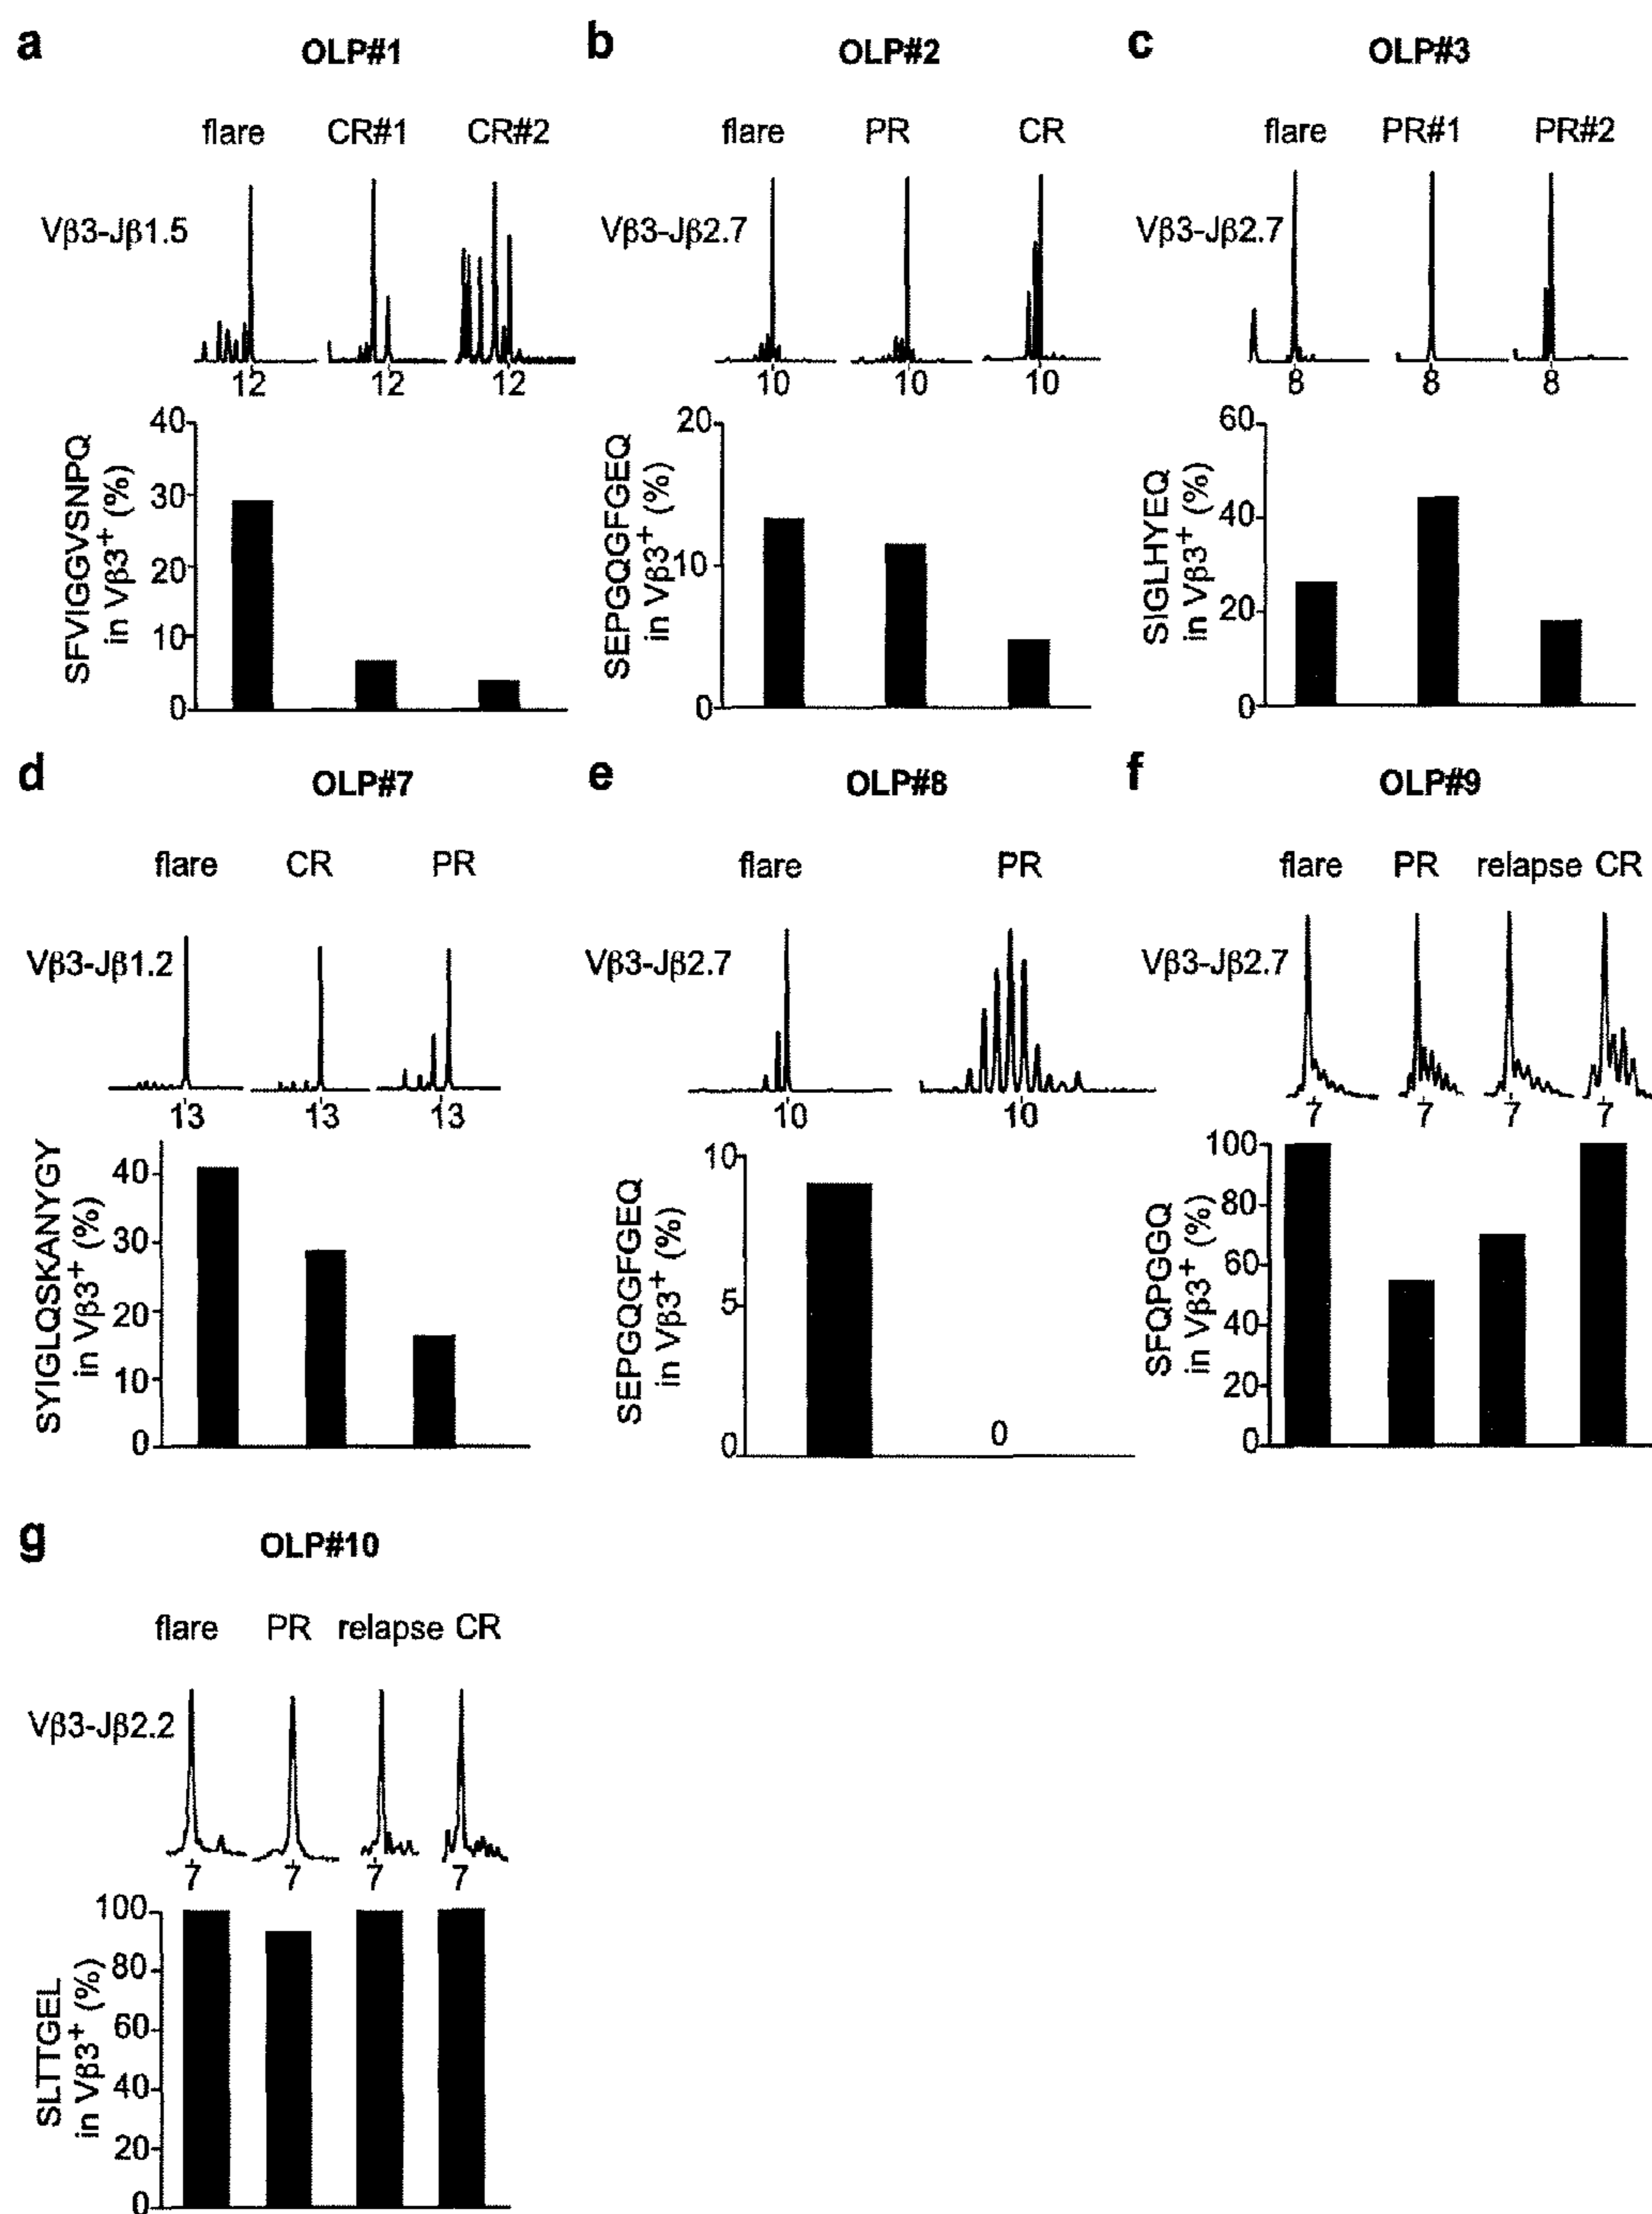 a OLP#1
flare CR#1 CR#2
Vβ3-Jβ1.5
12 12 12
SFVIGGVSNPQ
in Vβ3+ (%)
40
30
20
10
0
b OLP#2
flare PR CR
Vβ3-Jβ2.7
10 10 10
SEPGQGFGEQ
in Vβ3+ (%)
20
10
0
c OLP#3
flare PR#1 PR#2
Vβ3-Jβ2.7
8 8 8
SIGLHYEQ
in Vβ3+ (%)
60
40
20
0
d OLP#7
flare CR PR
Vβ3-Jβ1.2
13 13 13
SYIGLQSKANYGY
in Vβ3+ (%)
40
30
20
10
0
e OLP#8
flare PR
Vβ3-Jβ2.7
10 10
SEPGQGFGEQ
in Vβ3+ (%)
10
5
0
0
f OLP#9
flare PR relapse CR
Vβ3-Jβ2.7
7 7 7 7
SFQPGGQ
in Vβ3+ (%)
100
80
60
40
20
0
g OLP#10
flare PR relapse CR
Vβ3-Jβ2.2
7 7 7 7
SLTTGEL
in Vβ3+ (%)
100
80
60
40
20
0